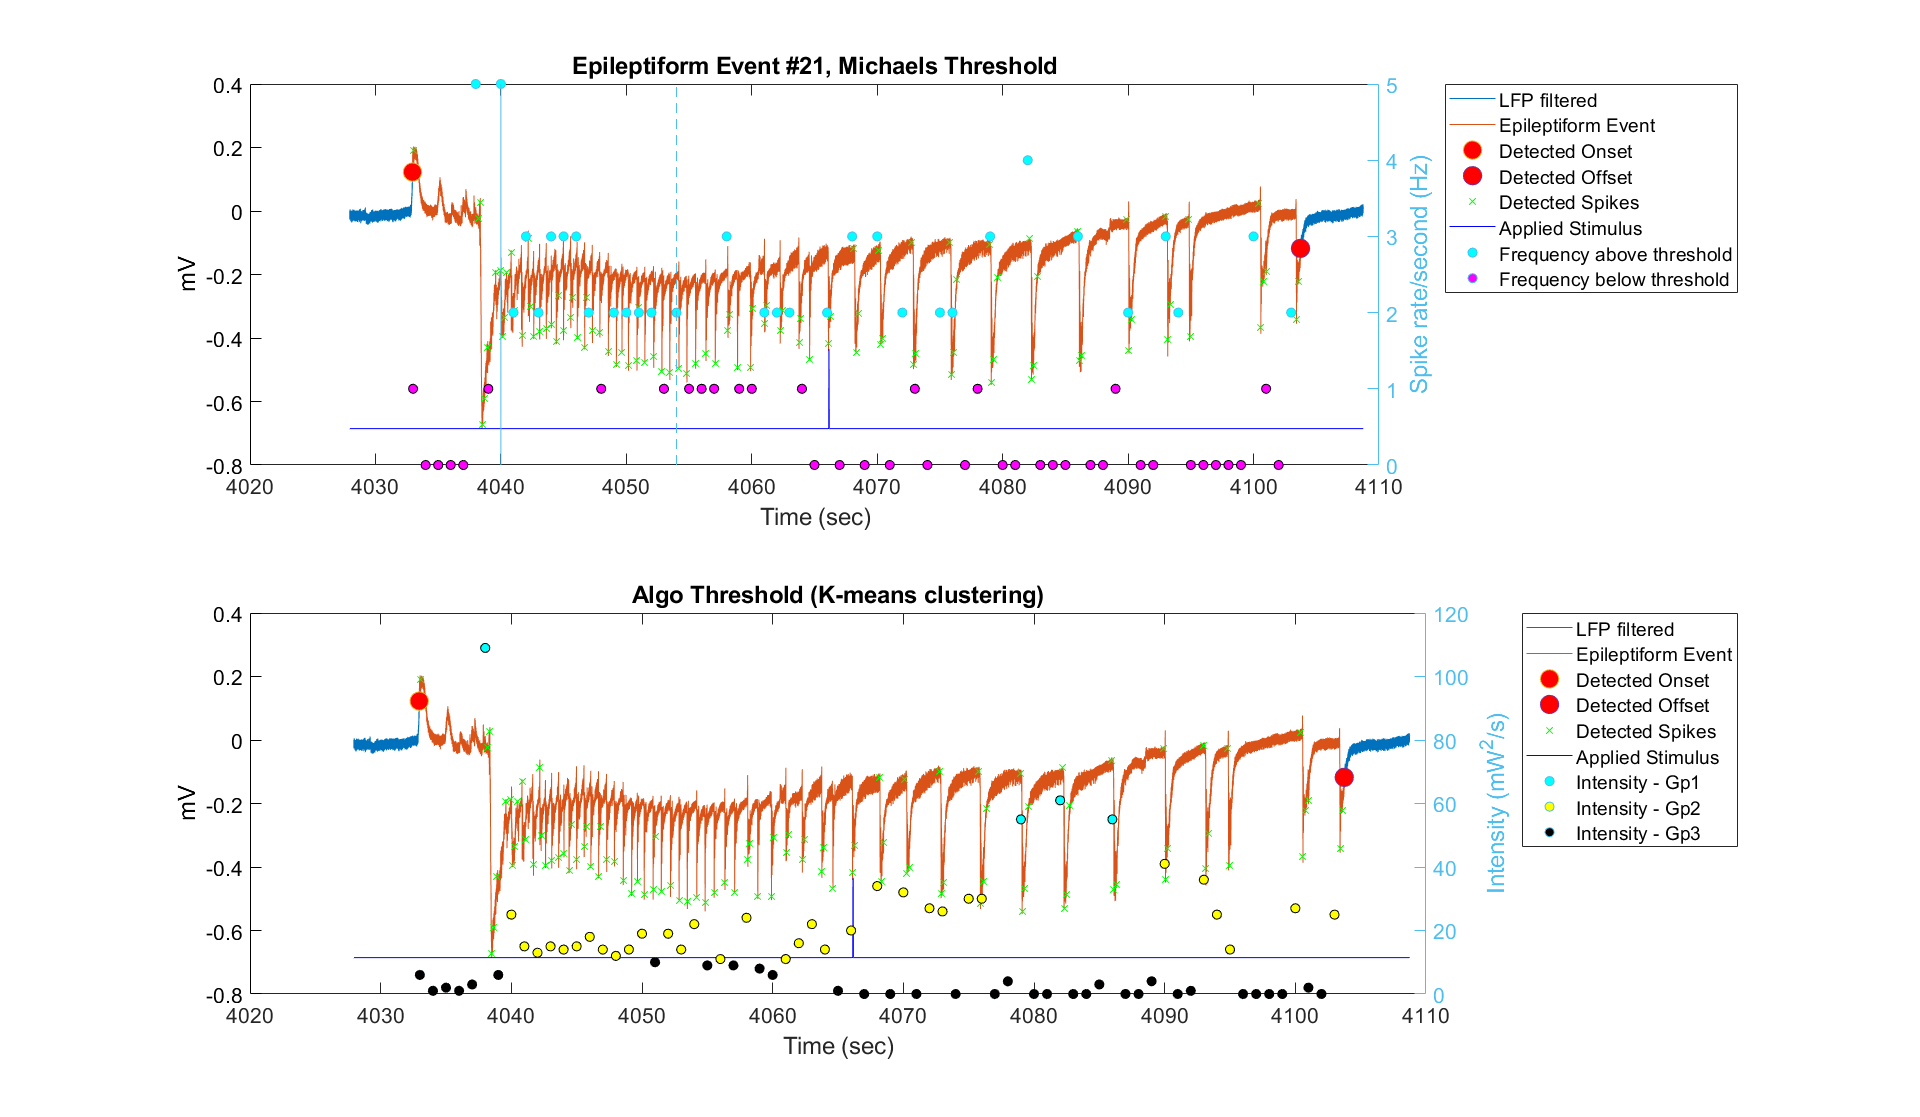 Epileptiform Event #21, Michaels Threshold
0.4
0.2
0
-0.2
-0.4
-0.6
-0.8
mV
4020 4030 4040 4050 4060 4070 4080 4090 4100 4110
Time (sec)
5
4
3
2
1
0
Spike rate/second (Hz)
LFP filtered
Epileptiform Event
Detected Onset
Detected Offset
Detected Spikes
Applied Stimulus
Frequency above threshold
Frequency below threshold
Algo Threshold (K-means clustering)
0.4
0.2
0
-0.2
-0.4
-0.6
-0.8
mV
4020 4030 4040 4050 4060 4070 4080 4090 4100 4110
Time (sec)
120
100
80
60
40
20
0
Intensity (mW²/s)
LFP filtered
Epileptiform Event
Detected Onset
Detected Offset
Detected Spikes
Applied Stimulus
Intensity - Gp1
Intensity - Gp2
Intensity - Gp3